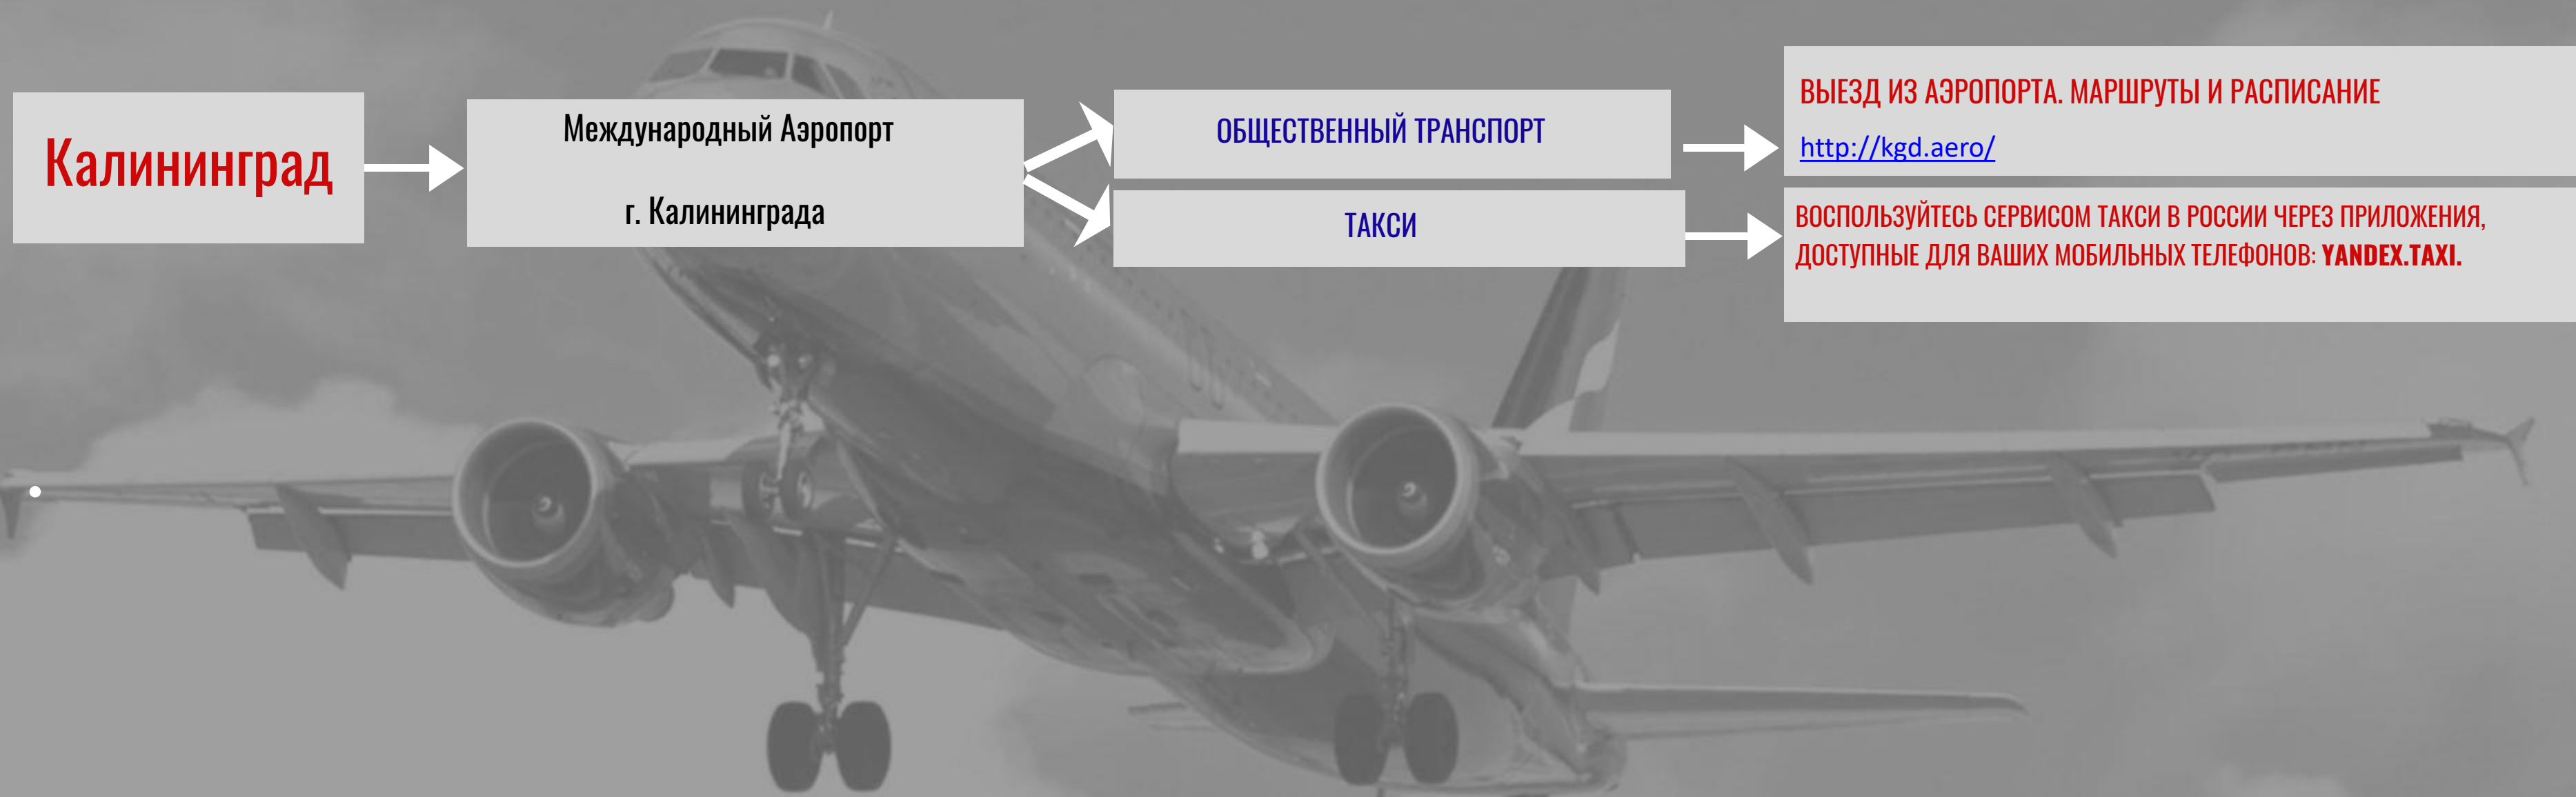 Калининград
Международный Аэропорт
г. Калининграда
ОБЩЕСТВЕННЫЙ ТРАНСПОРТ
ТАКСИ
ВЫЕЗД ИЗ АЭРОПОРТА. МАРШРУТЫ И РАСПИСАНИЕ
http://kgd.aero/
ВОСПОЛЬЗУЙТЕСЬ СЕРВИСОМ ТАКСИ В РОССИИ ЧЕРЕЗ ПРИЛОЖЕНИЯ,
ДОСТУПНЫЕ ДЛЯ ВАШИХ МОБИЛЬНЫХ ТЕЛЕФОНОВ: YANDEX.TAXI.